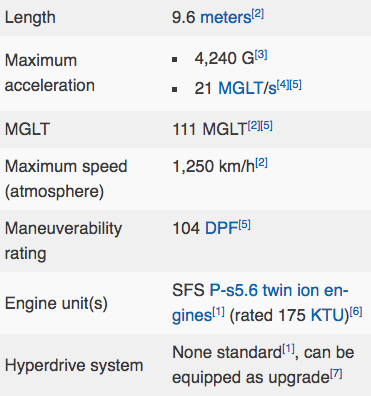 Length 9.6 meters[2]
Maximum acceleration
▪ 4,240 G[3]
▪ 21 MGLT/s[4][5]
MGLT 111 MGLT[2][5]
Maximum speed (atmosphere) 1,250 km/h[2]
Maneuverability rating 104 DPF[5]
Engine unit(s)
SFS P-s5.6 twin ion en-
gines[1] (rated 175 KTU)[6]
Hyperdrive system
None standard[1], can be
equipped as upgrade[7]